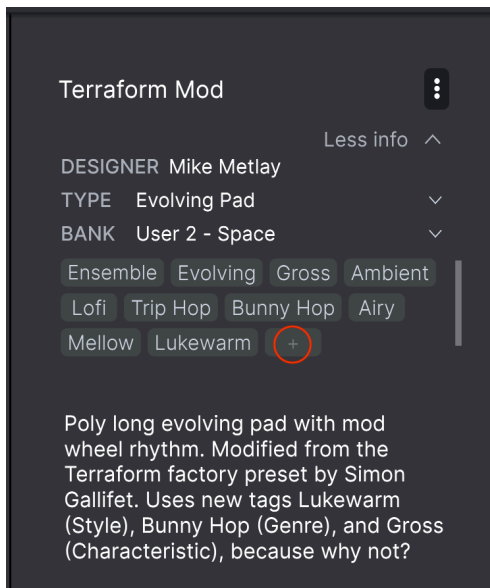 Terraform Mod
Less info
DESIGNER Mike Metlay
TYPE Evolving Pad
BANK User 2 - Space
Ensemble Evolving Gross Ambient
Lofi Trip Hop Bunny Hop Airy
Mellow Lukewarm +
Poly long evolving pad with mod
wheel rhythm. Modified from the
Terraform factory preset by Simon
Gallifet. Uses new tags Lukewarm
(Style), Bunny Hop (Genre), and Gross
(Characteristic), because why not?